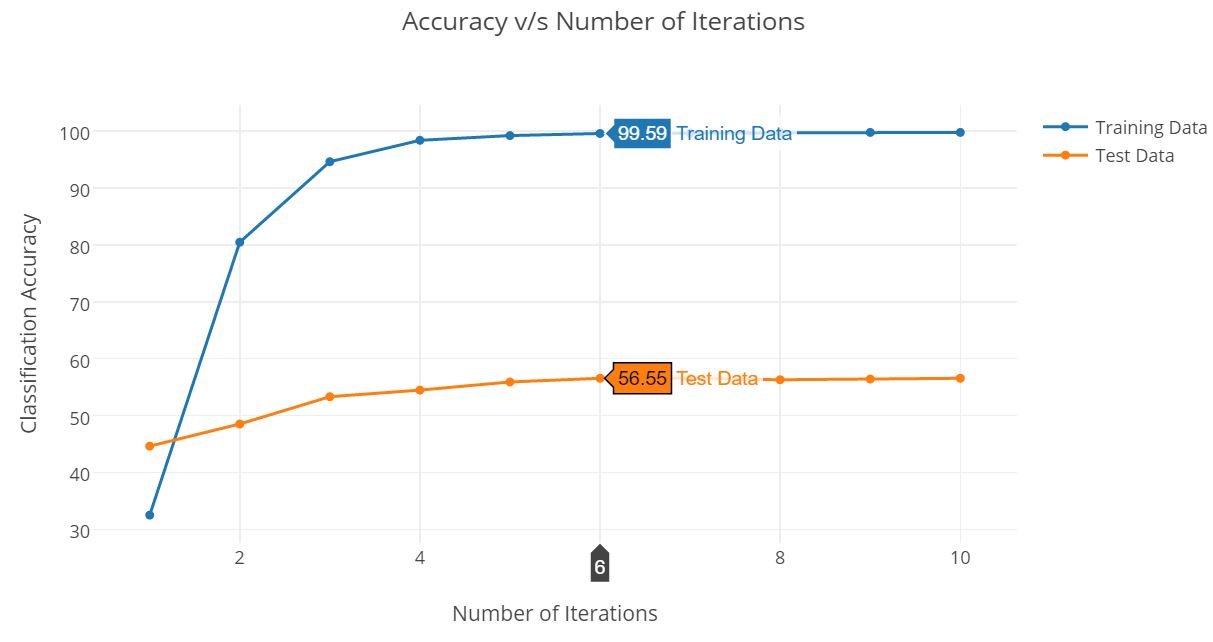 Accuracy v/s Number of Iterations
Training Data
Test Data
Classification Accuracy
100
90
80
70
60
50
40
30
99.59 Training Data
56.55 Test Data
2
4
6
8
10
Number of Iterations